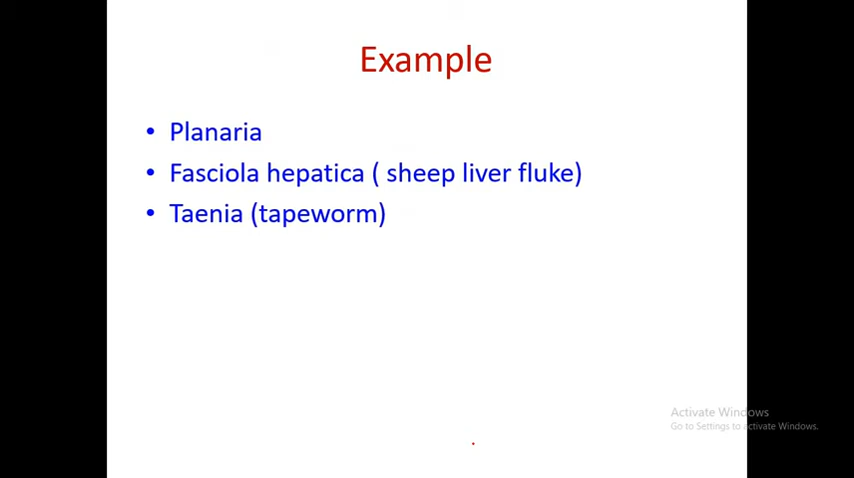 Example
• Planaria
• Fasciola hepatica ( sheep liver fluke)
• Taenia (tapeworm)
Activate Windows
Go to Settings to activate Windows.